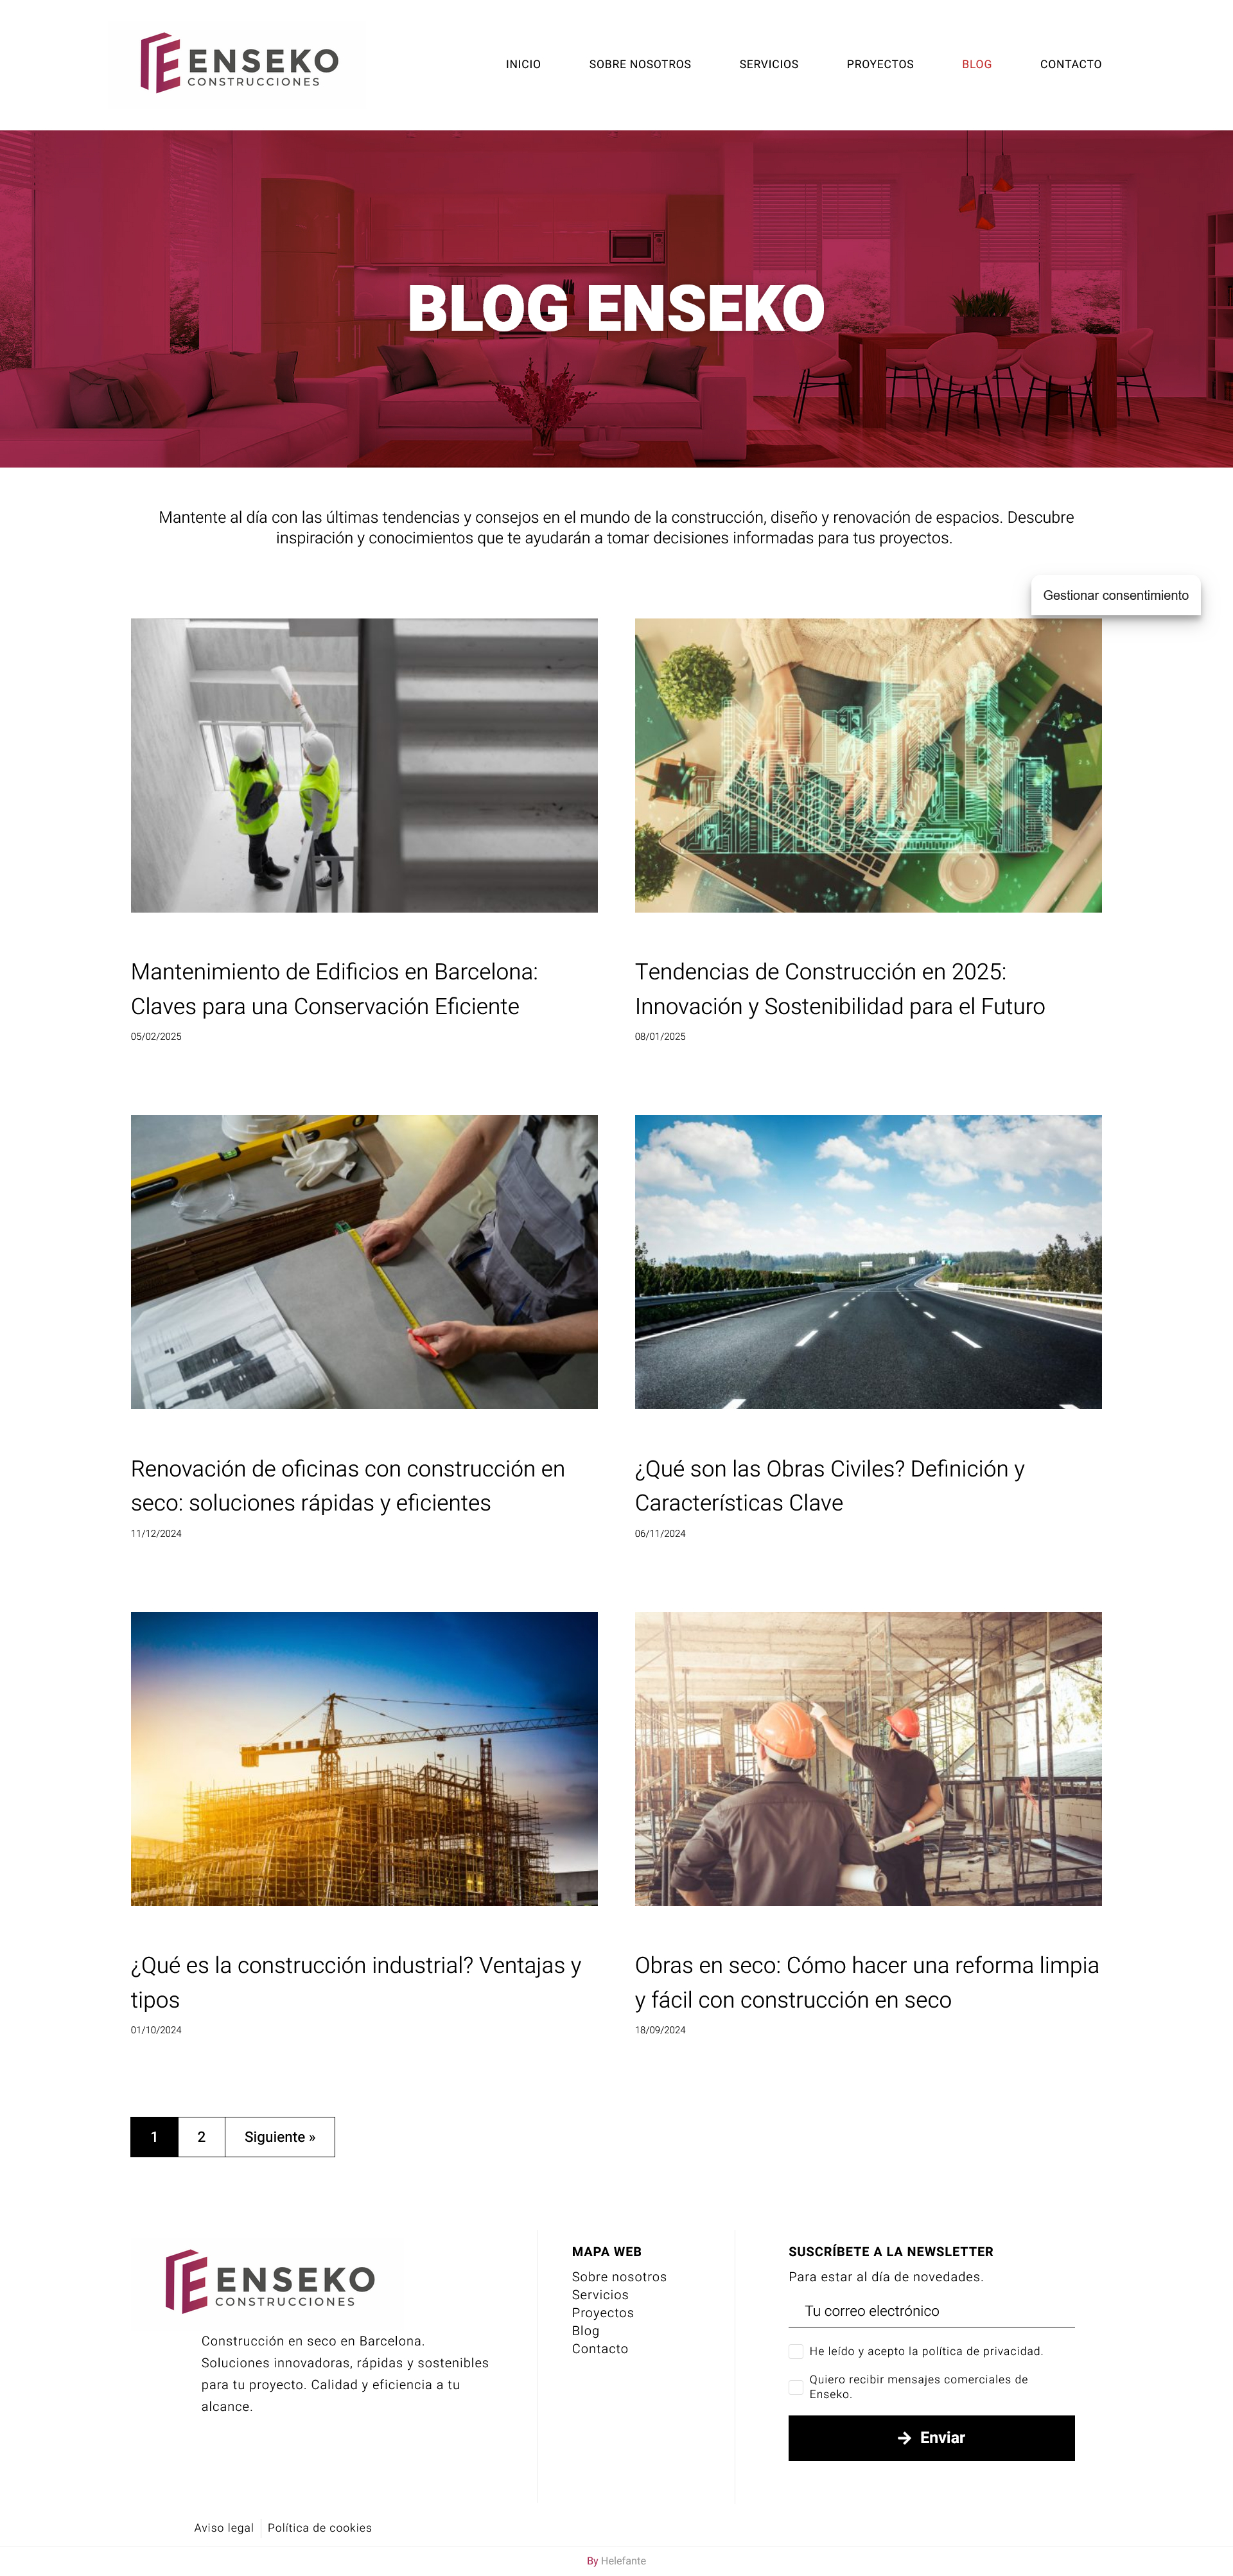 ENSEKO
CONSTRUCCIONES
INICIO
SOBRE NOSOTROS
SERVICIOS
PROYECTOS
BLOG
CONTACTO
BLOG ENSEKO
Mantente al día con las últimas tendencias y consejos en el mundo de la construcción, diseño y renovación de espacios. Descubre
inspiración y conocimientos que te ayudarán a tomar decisiones informadas para tus proyectos.
Gestionar consentimiento
Mantenimiento de Edificios en Barcelona:
Claves para una Conservación Eficiente
05/02/2025
Tendencias de Construcción en 2025:
Innovación y Sostenibilidad para el Futuro
08/01/2025
Renovación de oficinas con construcción en
seco: soluciones rápidas y eficientes
11/12/2024
¿Qué son las Obras Civiles? Definición y
Características Clave
06/11/2024
¿Qué es la construcción industrial? Ventajas y
tipos
01/10/2024
Obras en seco: Cómo hacer una reforma limpia
y fácil con construcción en seco
18/09/2024
1
2
Siguiente »
ENSEKO
CONSTRUCCIONES
Construcción en seco en Barcelona.
Soluciones innovadoras, rápidas y sostenibles
para tu proyecto. Calidad y eficiencia a tu
alcance.
MAPA WEB
Sobre nosotros
Servicios
Proyectos
Blog
Contacto
SUSCRÍBETE A LA NEWSLETTER
Para estar al día de novedades.
Tu correo electrónico
He leído y acepto la política de privacidad.
Quiero recibir mensajes comerciales de
Enseko.
Enviar
Aviso legal
Política de cookies
By Helefante